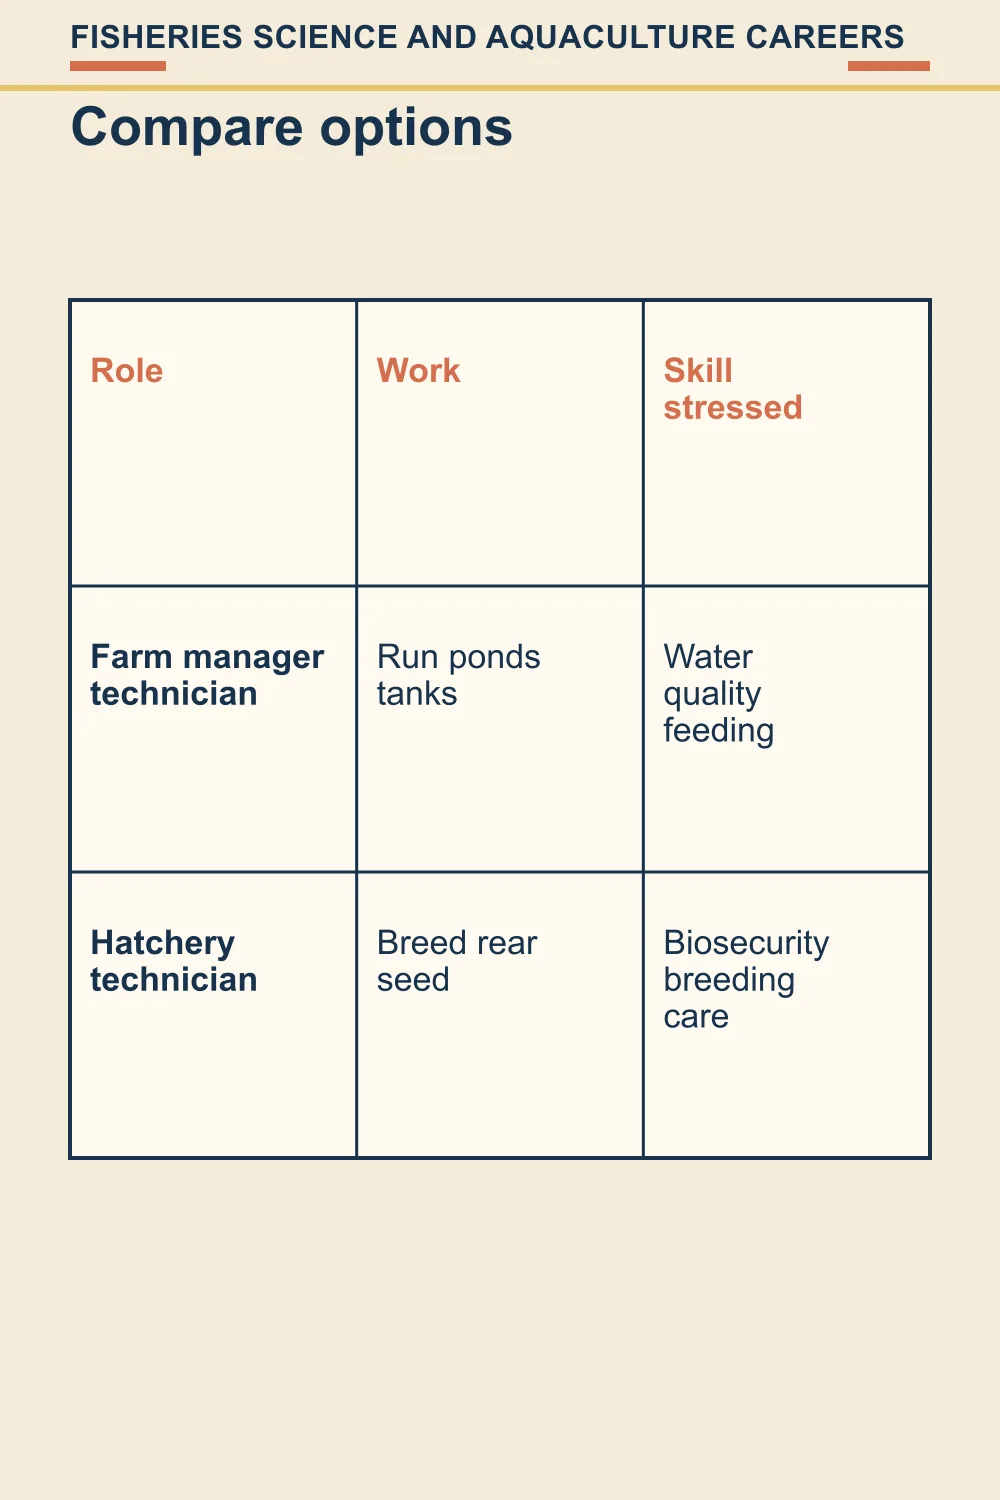 FISHERIES SCIENCE AND AQUACULTURE CAREERS
Compare options
Role
Work
Skill
stressed
Farm manager
technician
Run ponds
tanks
Water
quality
feeding
Hatchery
technician
Breed rear
seed
Biosecurity
breeding
care